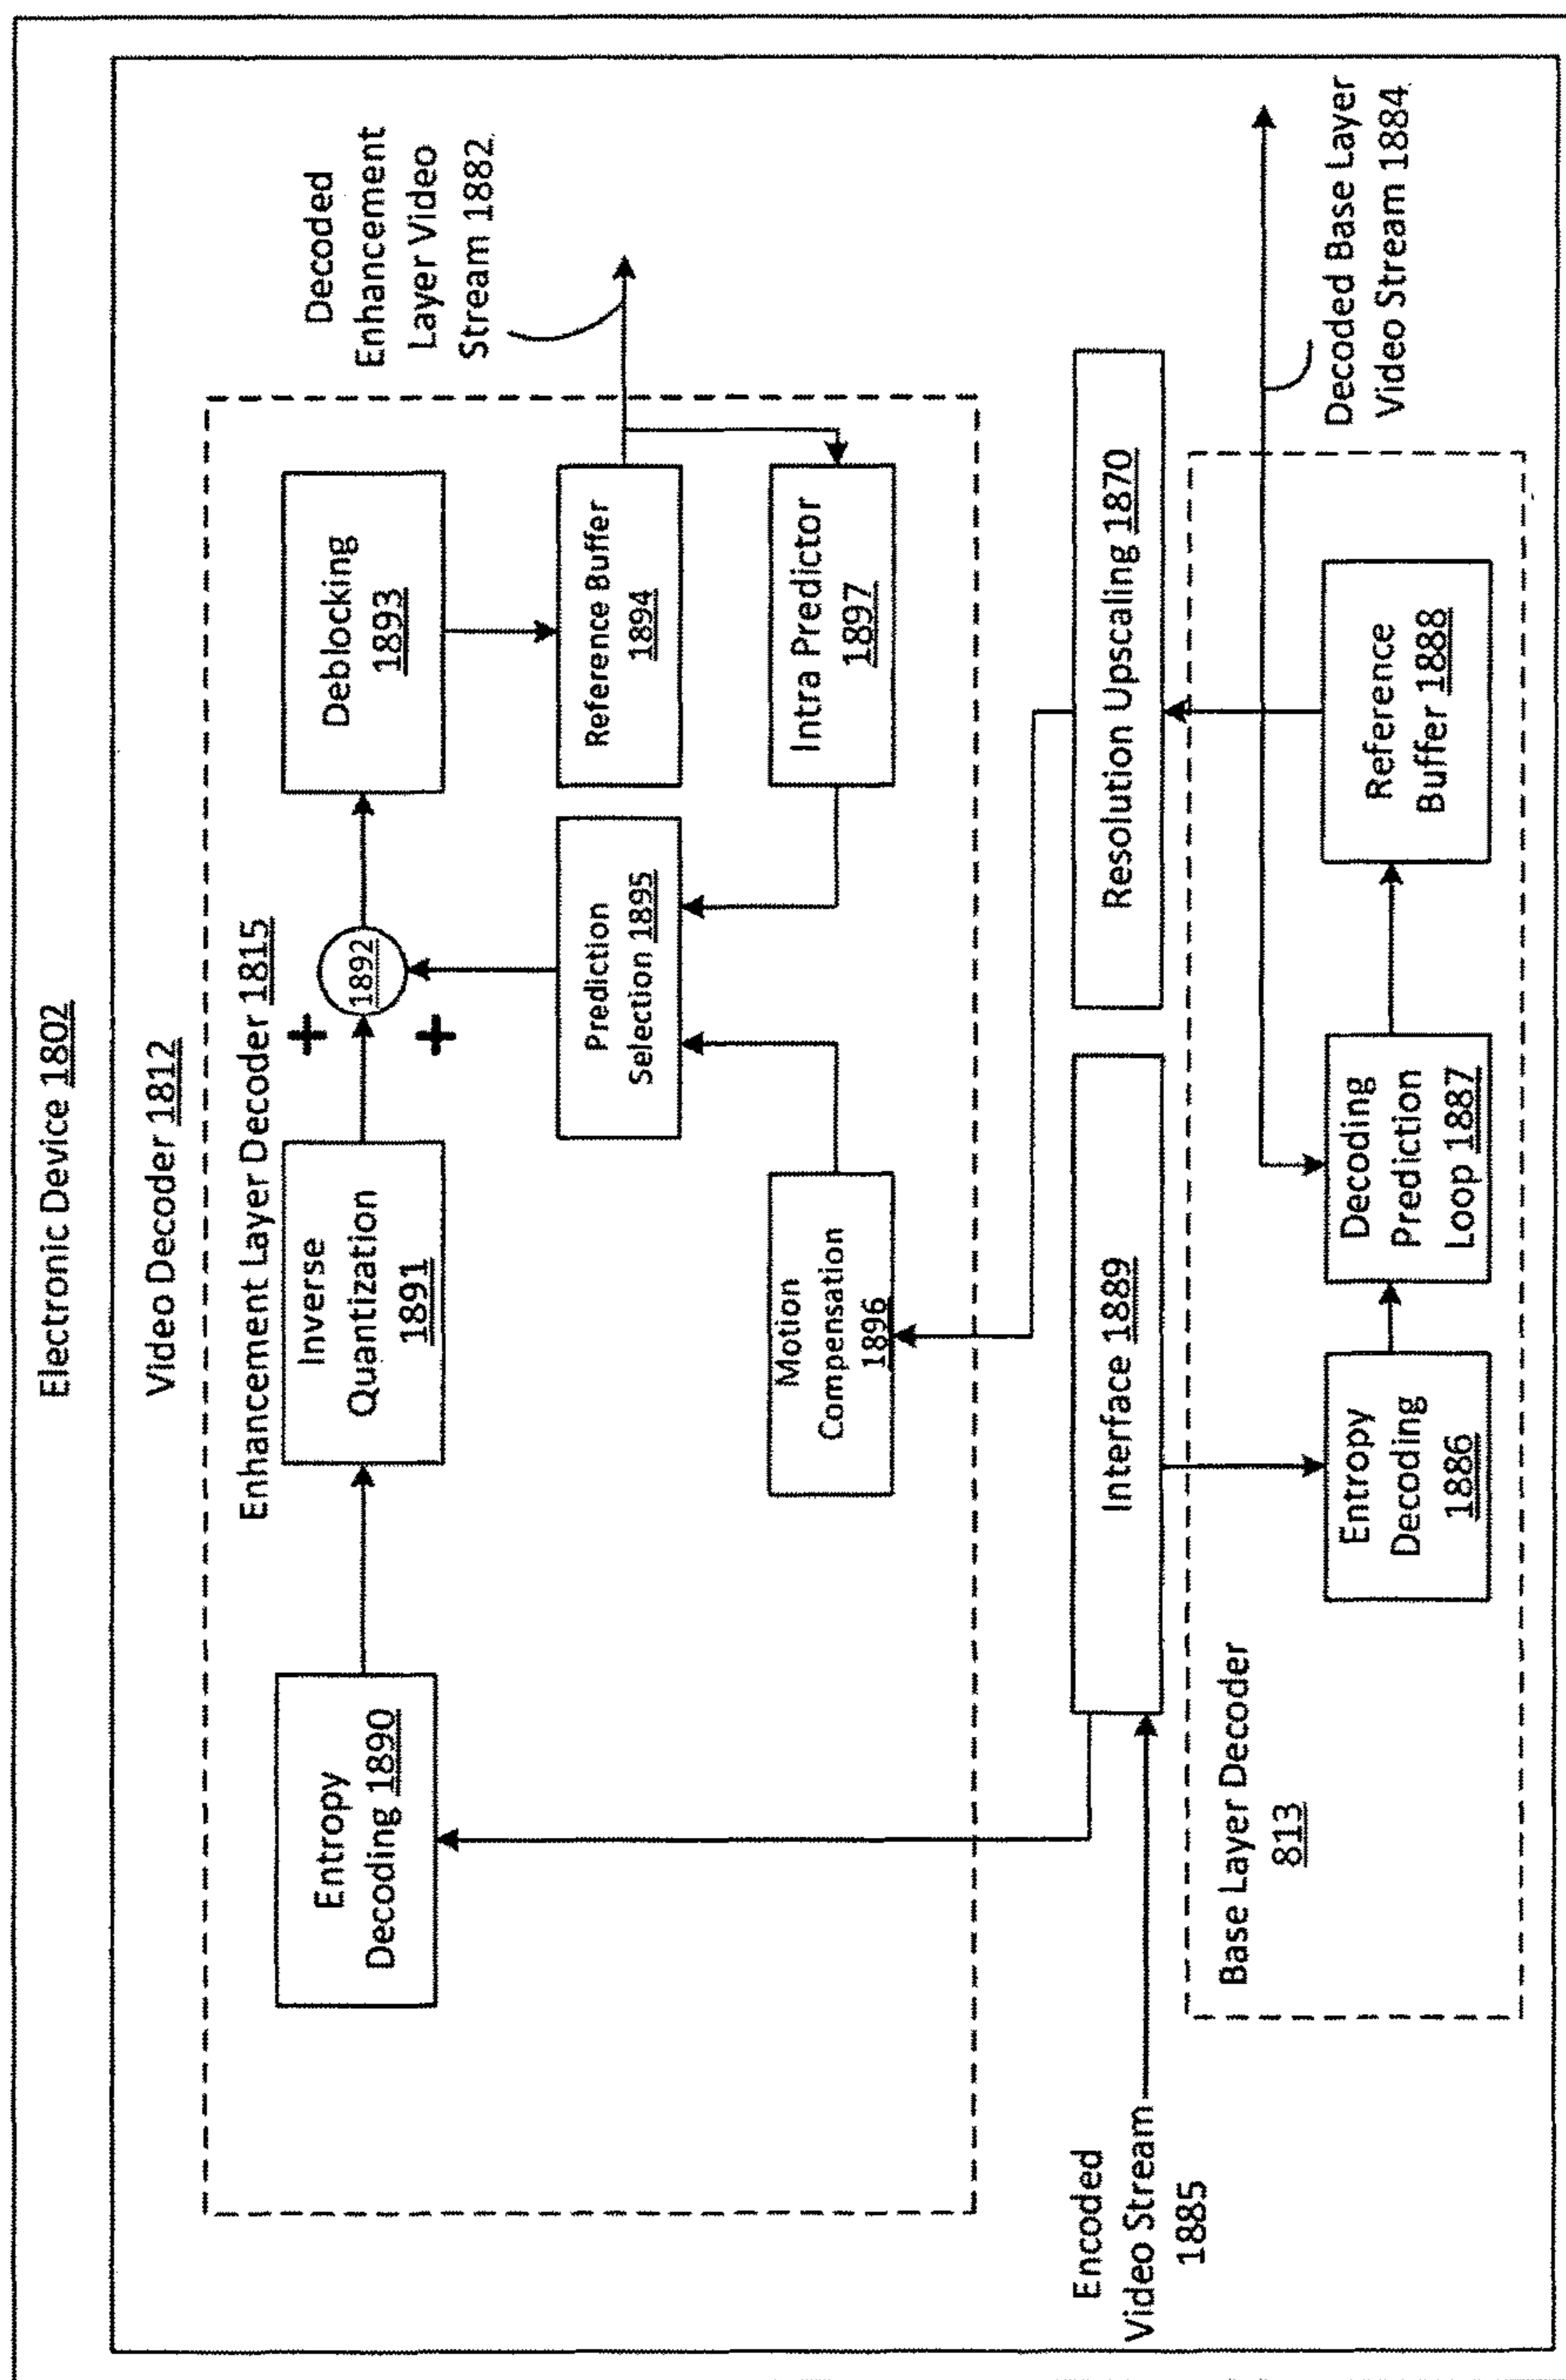 Electronic Device 1802
Video Decoder 1812
Enhancement Layer Decoder 1815
Entropy
Decoding 1890
Inverse
Quantization
1891
+
+
1892
Deblocking
1893
Decoded
Enhancement
Layer Video
Stream 1882
Prediction
Selection 1895
Reference Buffer
1894
Motion
Compensation
1896
Intra Predictor
1897
Encoded
Video Stream
1885
Interface 1889
Resolution Upscaling 1870
Base Layer Decoder
813
Entropy
Decoding
1886
Decoding
Prediction
Loop 1887
Reference
Buffer 1888
Decoded Base Layer
Video Stream 1884